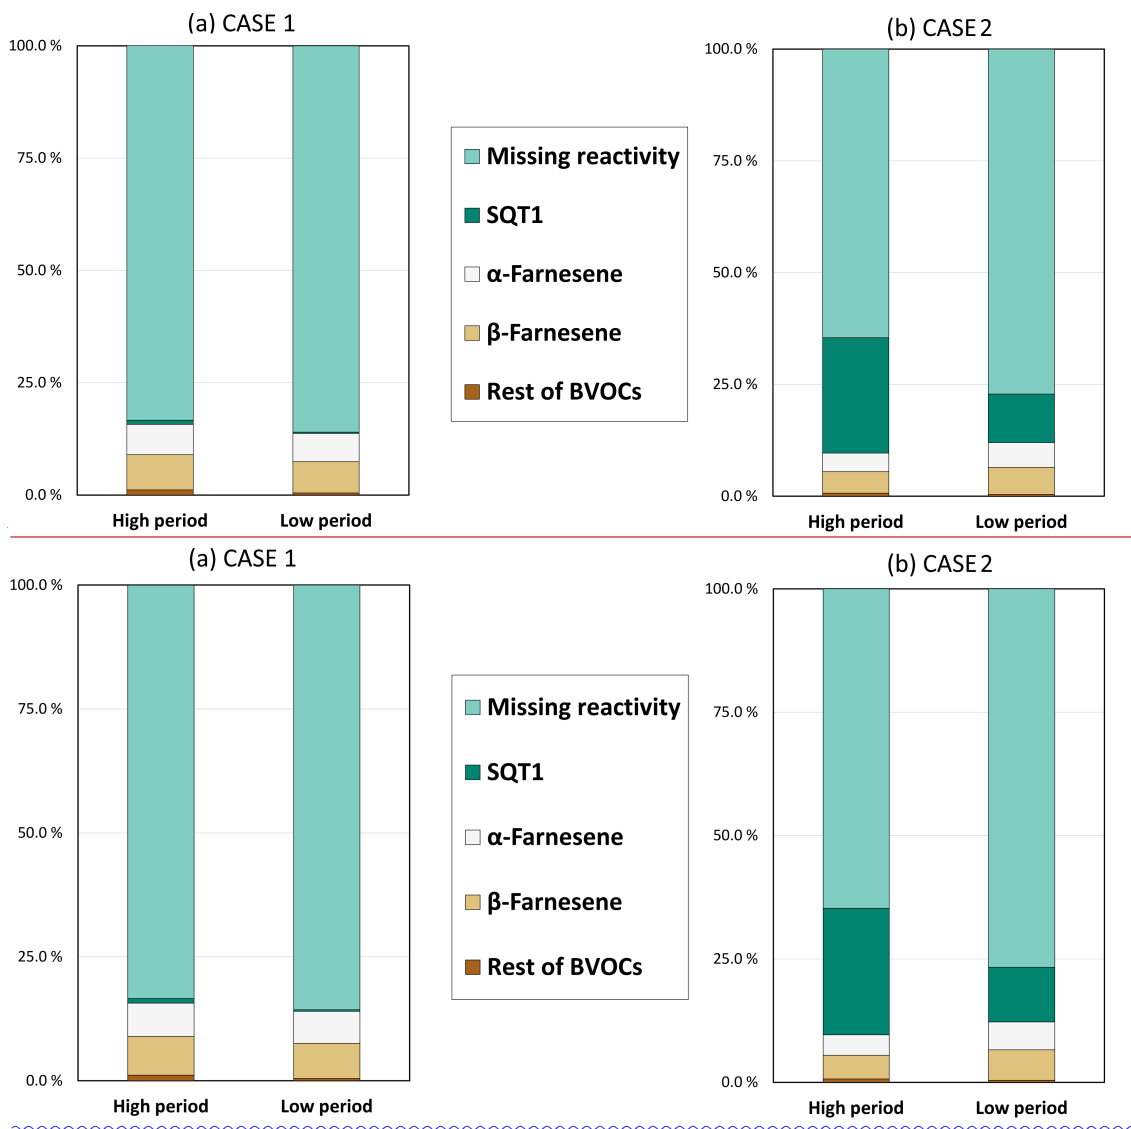 (a) CASE 1
100.0 %
75.0 %
50.0 %
25.0 %
0.0 %
High period
Low period
Missing reactivity
SQT1
α-Farnesene
β-Farnesene
Rest of BVOCs
(b) CASE 2
100.0 %
75.0 %
50.0 %
25.0 %
0.0 %
High period
Low period
(a) CASE 1
100.0 %
75.0 %
50.0 %
25.0 %
0.0 %
High period
Low period
Missing reactivity
SQT1
α-Farnesene
β-Farnesene
Rest of BVOCs
(b) CASE 2
100.0 %
75.0 %
50.0 %
25.0 %
0.0 %
High period
Low period